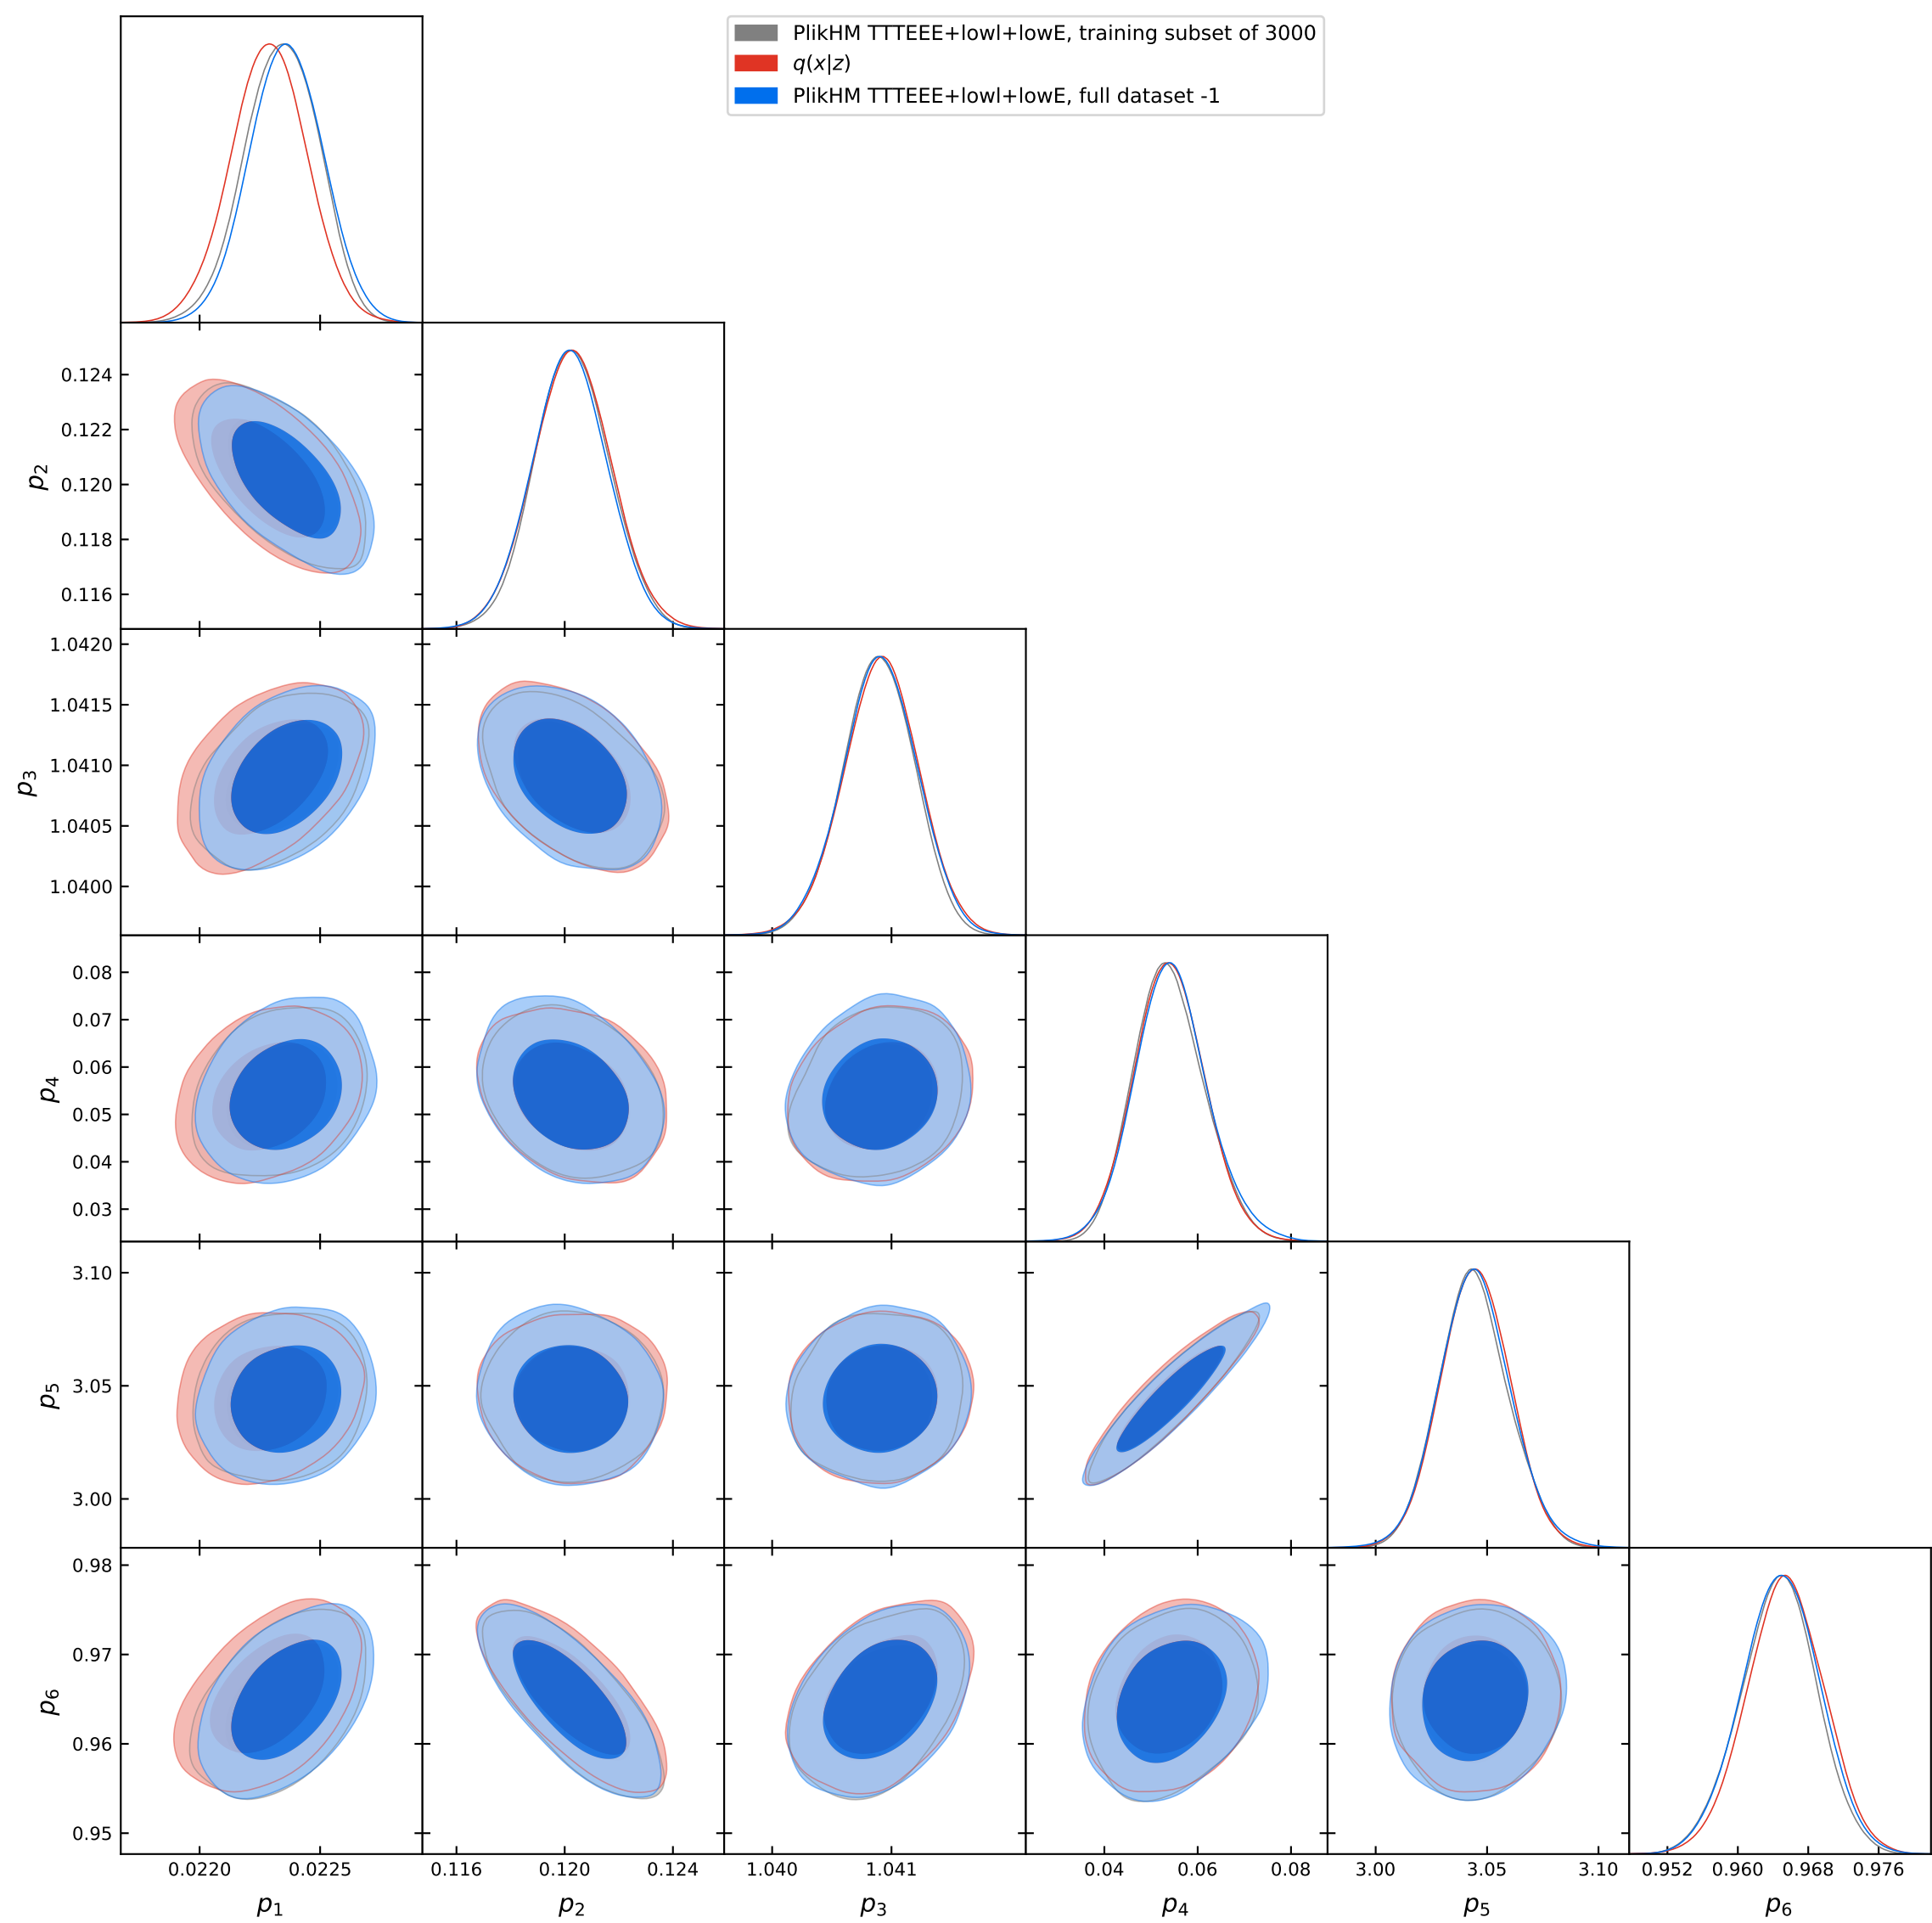 PlikHM TTTEEE+lowl+lowE, training subset of 3000
q(x|z)
PlikHM TTTEEE+lowl+lowE, full dataset -1
0.124
0.122
0.120
0.118
0.116
p₂
1.0420
1.0415
1.0410
1.0405
1.0400
p₃
0.08
0.07
0.06
0.05
0.04
0.03
p₄
3.10
3.05
3.00
p₅
0.98
0.97
0.96
0.95
p₆
0.0220 0.0225 0.116 0.120 0.124 1.040 1.041 0.04 0.06 0.08 3.00 3.05 3.10 0.952 0.960 0.968 0.976
p₁ p₂ p₃ p₄ p₅ p₆